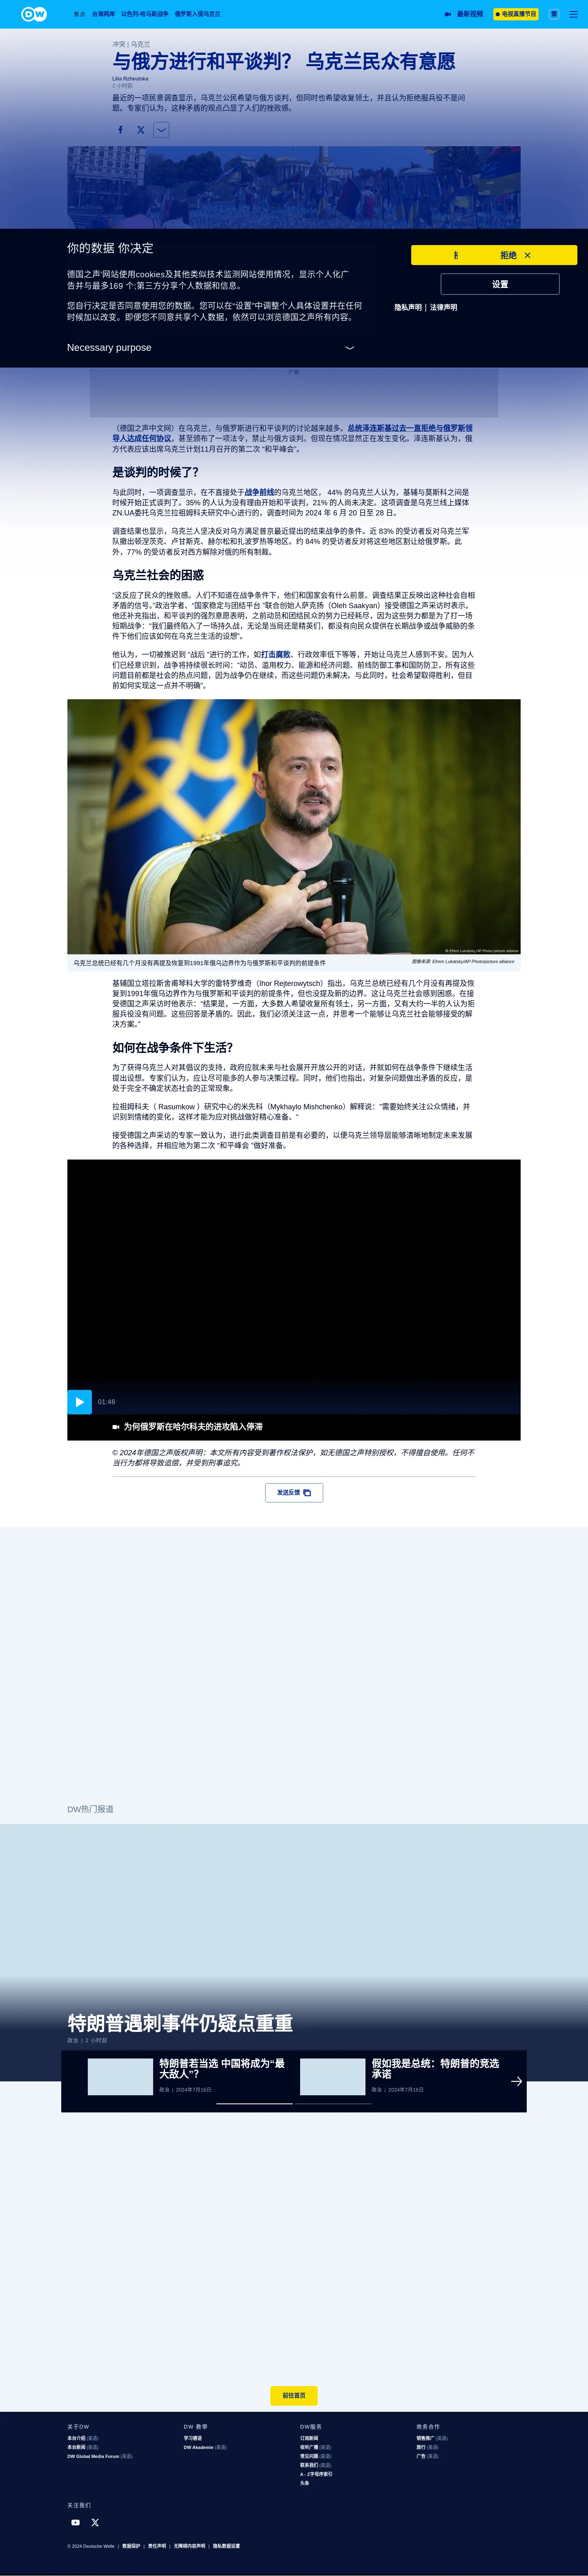 DW
焦点 台海两岸 以色列-哈马斯战争 俄罗斯入侵乌克兰
最新视频 电视直播节目 繁
冲突 | 乌克兰
与俄方进行和平谈判？ 乌克兰民众有意愿
Lilia Rzheutska
2 小时前
最近的一项民意调查显示，乌克兰公民希望与俄方谈判，但同时也希望收复领土，并且认为拒绝服兵役不是问
题。专家们认为，这种矛盾的观点凸显了人们的挫败感。
你的数据 你决定
德国之声'网站使用cookies及其他类似技术监测网站使用情况，显示个人化广
告并与最多169 个;第三方分享个人数据和信息。
您自行决定是否同意使用您的数据。您可以在“设置”中调整个人具体设置并在任何
时候加以改变。即便您不同意共享个人数据，依然可以浏览德国之声所有内容。
Necessary purpose
拒绝
设置
隐私声明 | 法律声明
广告
（德国之声中文网）在乌克兰，与俄罗斯进行和平谈判的讨论越来越多。总统泽连斯基过去一直拒绝与俄罗斯领
导人达成任何协议，甚至颁布了一项法令，禁止与俄方谈判。但现在情况显然正在发生变化。泽连斯基认为，俄
方代表应该出席乌克兰计划11月召开的第二次 “和平峰会”。
是谈判的时候了？
与此同时，一项调查显示，在不直接处于战争前线的乌克兰地区， 44% 的乌克兰人认为，基辅与莫斯科之间是
时候开始正式谈判了。35% 的人认为没有理由开始和平谈判，21% 的人尚未决定。这项调查是乌克兰线上媒体
ZN.UA委托乌克兰拉祖姆科夫研究中心进行的，调查时间为 2024 年 6 月 20 日至 28 日。
调查结果也显示，乌克兰人坚决反对乌方满足普京最近提出的结束战争的条件。近 83% 的受访者反对乌克兰军
队撤出顿涅茨克、卢甘斯克、赫尔松和扎波罗热等地区。约 84% 的受访者反对将这些地区割让给俄罗斯。此
外，77% 的受访者反对西方解除对俄的所有制裁。
乌克兰社会的困惑
“这反应了民众的挫败感。人们不知道在战争条件下，他们和国家会有什么前景。调查结果正反映出这种社会自相
矛盾的信号。”政治学者、“国家稳定与团结平台 ”联合创始人萨克扬（Oleh Saakyan）接受德国之声采访时表示。
他还补充指出，和平谈判的强烈意愿表明，之前动员和团结民众的努力已经耗尽，因为这些努力都是为了打一场
短期战争：“我们最终陷入了一场持久战，无论是当局还是精英们，都没有向民众提供在长期战争或战争威胁的条
件下他们应该如何在乌克兰生活的设想”。
他认为，一切被推迟到 “战后 ”进行的工作，如打击腐败、行政效率低下等等，开始让乌克兰人感到不安。因为人
们已经意识到，战争将持续很长时间：“动员、滥用权力、能源和经济问题、前线防御工事和国防防卫，所有这些
问题目前都是社会的热点问题，因为战争仍在继续，而这些问题仍未解决。与此同时，社会希望取得胜利，但目
前如何实现这一点并不明确”。
© Efrem Lukatsky/AP Photo/picture alliance
乌克兰总统已经有几个月没有再提及恢复到1991年俄乌边界作为与俄罗斯和平谈判的前提条件
图像来源: Efrem Lukatsky/AP Photo/picture alliance
基辅国立塔拉斯舍甫琴科大学的雷特罗维奇（Ihor Rejterowytsch）指出，乌克兰总统已经有几个月没有再提及恢
复到1991年俄乌边界作为与俄罗斯和平谈判的前提条件，但也没提及新的边界。这让乌克兰社会感到困惑。在接
受德国之声采访时他表示：“结果是，一方面，大多数人希望收复所有领土，另一方面，又有大约一半的人认为拒
服兵役没有问题。这些回答是矛盾的。因此，我们必须关注这一点，并思考一个能够让乌克兰社会能够接受的解
决方案。”
如何在战争条件下生活？
为了获得乌克兰人对其倡议的支持，政府应就未来与社会展开开放公开的对话，并就如何在战争条件下继续生活
提出设想。专家们认为，应让尽可能多的人参与决策过程。同时，他们也指出，对复杂问题做出矛盾的反应，是
处于完全不确定状态社会的正常现象。
拉祖姆科夫（ Rasumkow ）研究中心的米先科（Mykhaylo Mishchenko）解释说：“需要始终关注公众情绪，并
识别到情绪的变化，这样才能为应对挑战做好精心准备。”
接受德国之声采访的专家一致认为，进行此类调查目前是有必要的，以便乌克兰领导层能够清晰地制定未来发展
的各种选择，并相应地为第二次 “和平峰会 ”做好准备。
01:46
为何俄罗斯在哈尔科夫的进攻陷入停滞
© 2024年德国之声版权声明：本文所有内容受到著作权法保护，如无德国之声特别授权，不得擅自使用。任何不
当行为都将导致追偿，并受到刑事追究。
发送反馈
DW热门报道
特朗普遇刺事件仍疑点重重
政治 | 2 小时前
特朗普若当选 中国将成为“最
大敌人”？
政治 | 2024年7月16日
假如我是总统：特朗普的竞选
承诺
政治 | 2024年7月16日
前往首页
关于DW
本台介绍 (英语)
本台新闻 (英语)
DW Global Media Forum (英语)
DW 教学
学习德语
DW Akademie (英语)
DW服务
订阅新闻
收听广播 (英语)
常见问题 (英语)
联系我们 (英语)
A - Z字母序索引
头条
商务合作
销售推广 (英语)
旅行 (英语)
广告 (英语)
关注我们
© 2024 Deutsche Welle | 数据保护 | 责任声明 | 无障碍内容声明 | 隐私数据设置